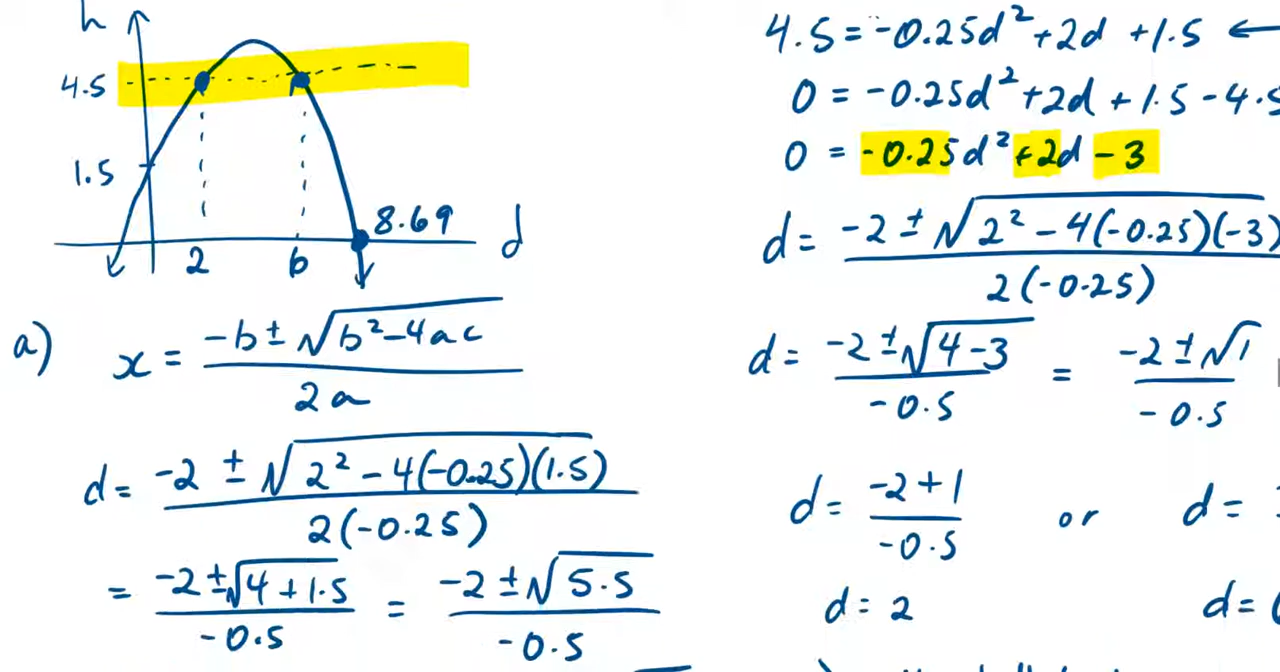 h
4.5
1.5
8.69
d
2 6
a) x = -b ± √(b² - 4ac) / 2a
d = -2 ± √(2² - 4(-0.25)(1.5)) / 2(-0.25)
= -2 ± √(4 + 1.5) / -0.5 = -2 ± √5.5 / -0.5
4.5 = -0.25d² + 2d + 1.5 ←
0 = -0.25d² + 2d + 1.5 - 4.5
0 = -0.25d² + 2d - 3
d = -2 ± √(2² - 4(-0.25)(-3)) / 2(-0.25)
d = -2 ± √(4 - 3) / -0.5 = -2 ± √1 / -0.5
d = -2 + 1 / -0.5 or d =
d = 2 d =